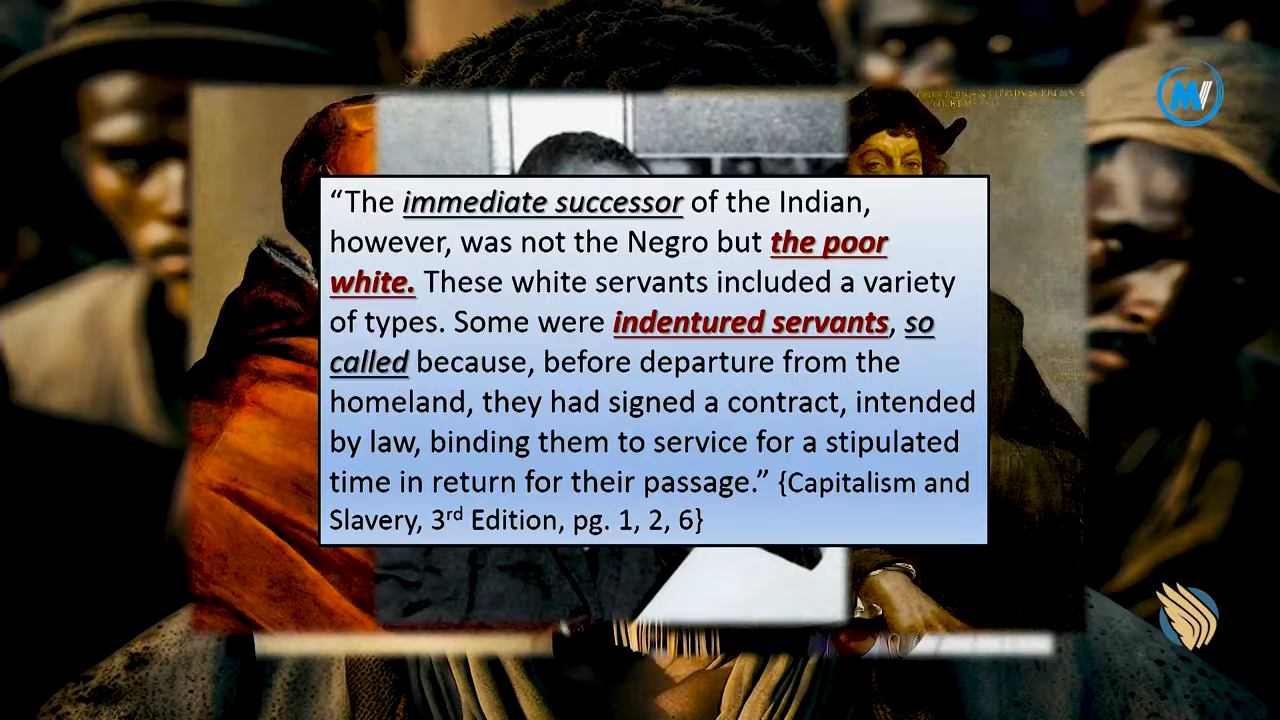 “The immediate successor of the Indian,
however, was not the Negro but the poor
white. These white servants included a variety
of types. Some were indentured servants, so
called because, before departure from the
homeland, they had signed a contract, intended
by law, binding them to service for a stipulated
time in return for their passage.” {Capitalism and
Slavery, 3rd Edition, pg. 1, 2, 6}